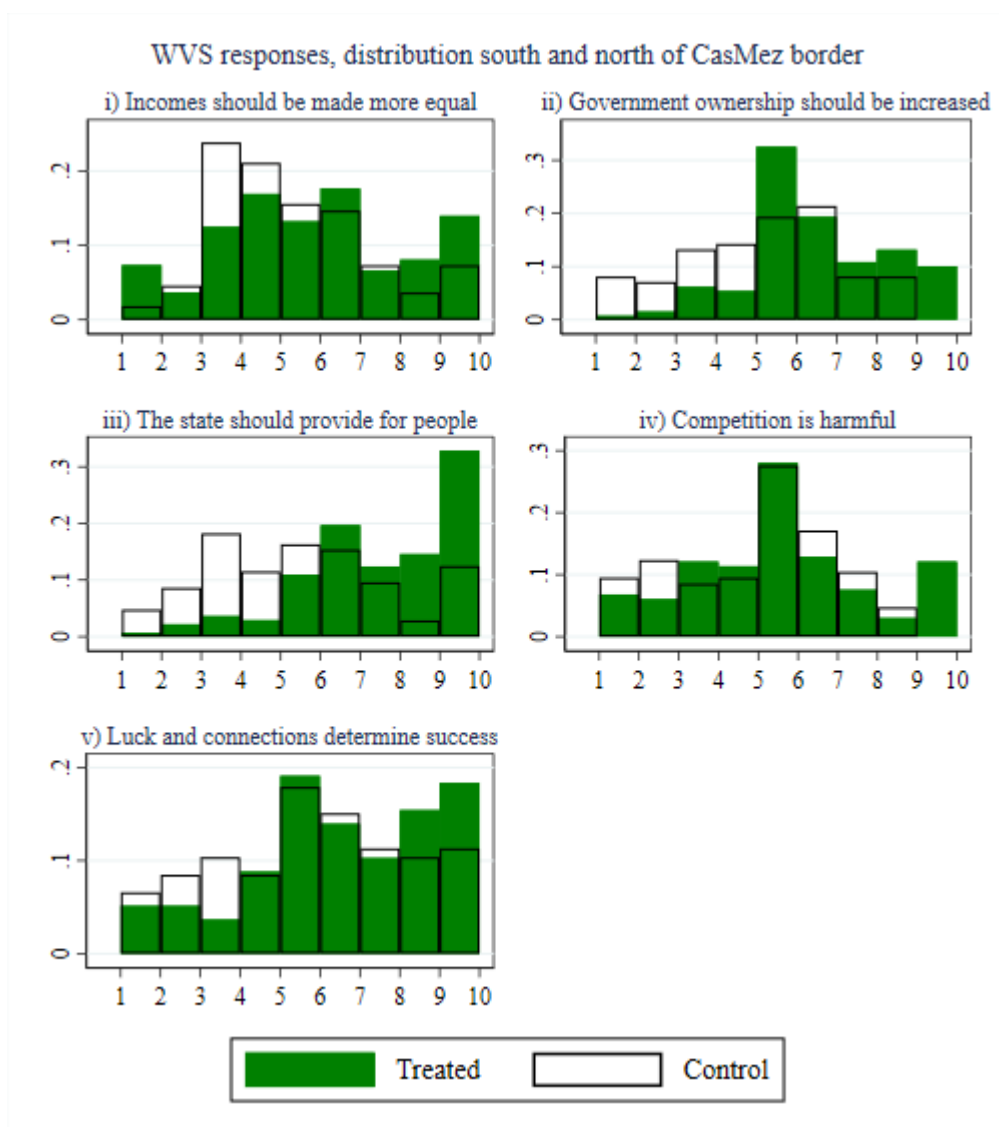 WVS responses, distribution south and north of CasMez border
i) Incomes should be made more equal
0 .1 .2
1 2 3 4 5 6 7 8 9 10
ii) Government ownership should be increased
0 .1 .2 .3
1 2 3 4 5 6 7 8 9 10
iii) The state should provide for people
0 .1 .2 .3
1 2 3 4 5 6 7 8 9 10
iv) Competition is harmful
0 .1 .2 .3
1 2 3 4 5 6 7 8 9 10
v) Luck and connections determine success
0 .1 .2
1 2 3 4 5 6 7 8 9 10
Treated Control